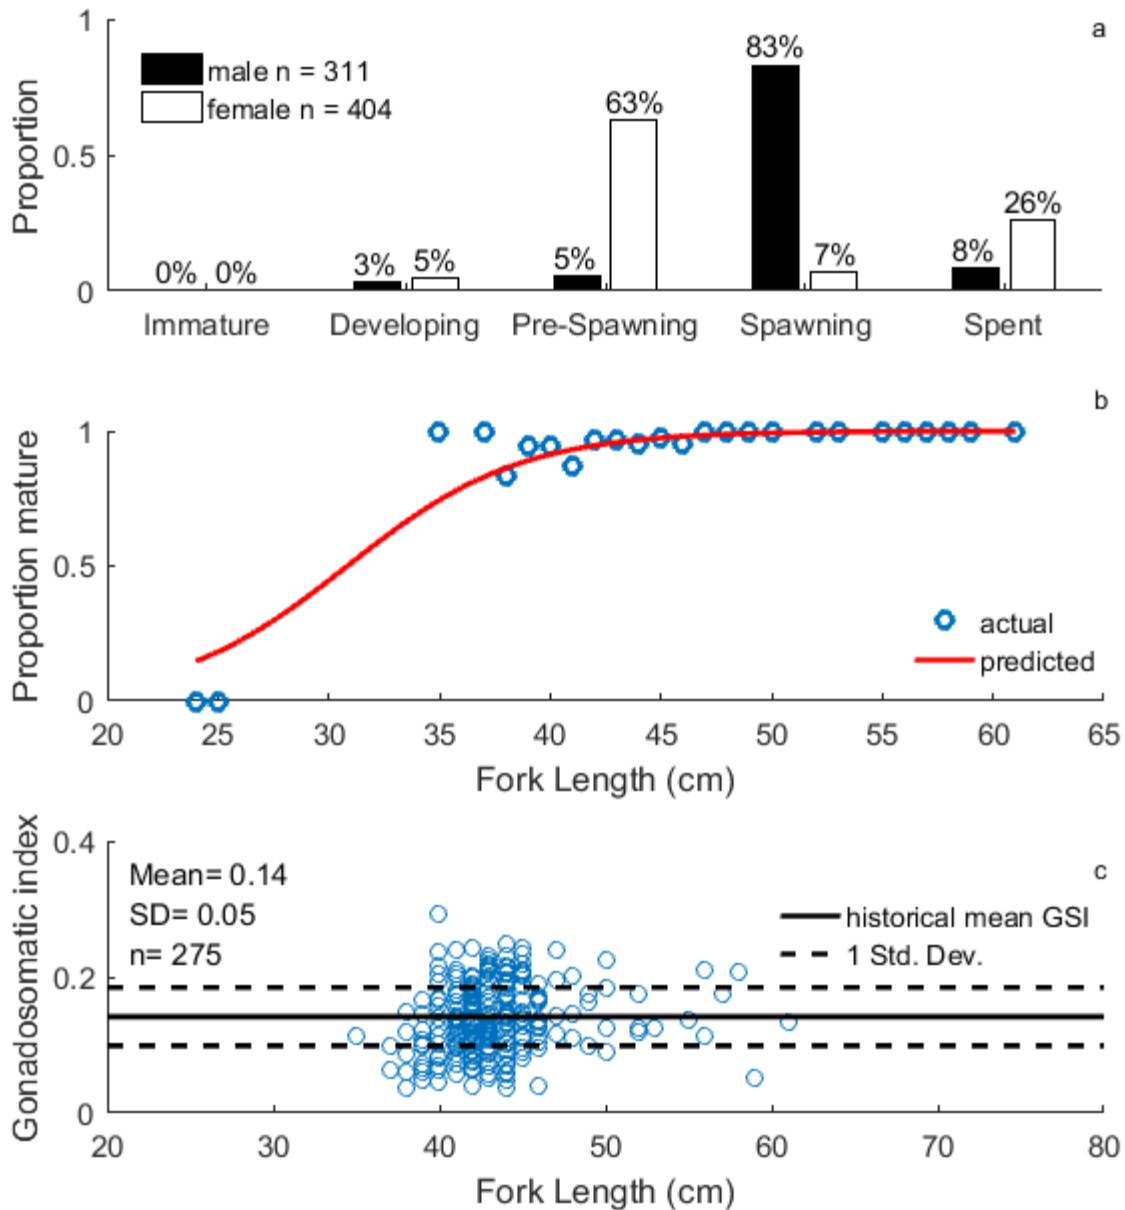 a
1
0.5
0
Proportion
male n = 311
female n = 404
0% 0% 3% 5% 5% 63% 83% 7% 8% 26%
Immature Developing Pre-Spawning Spawning Spent
b
1
0.5
0
Proportion mature
actual
predicted
20 25 30 35 40 45 50 55 60 65
Fork Length (cm)
c
0.4
0.2
0
Gonadosomatic index
Mean= 0.14
SD= 0.05
n= 275
historical mean GSI
1 Std. Dev.
20 30 40 50 60 70 80
Fork Length (cm)